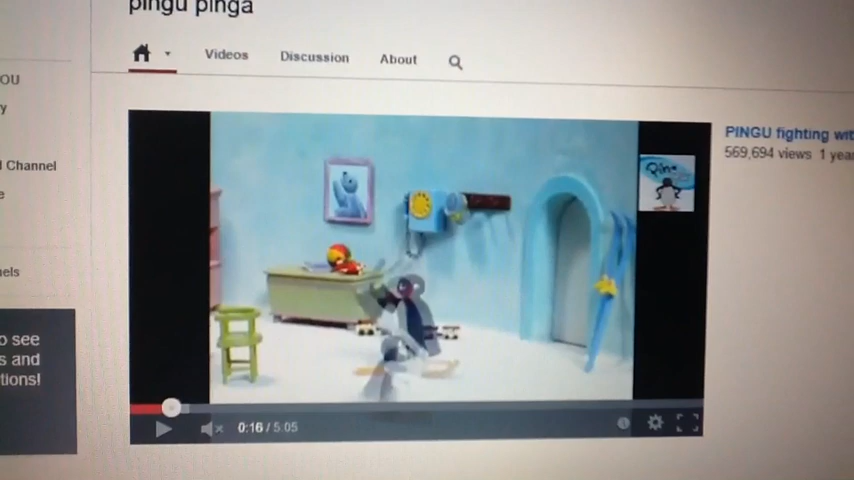 pingu pinga
Videos
Discussion
About
OU
y
l Channel
e
nels
o see
s and
tions!
PINGU fighting wit
569,694 views 1 yea
Pingu
0:16 / 5:05